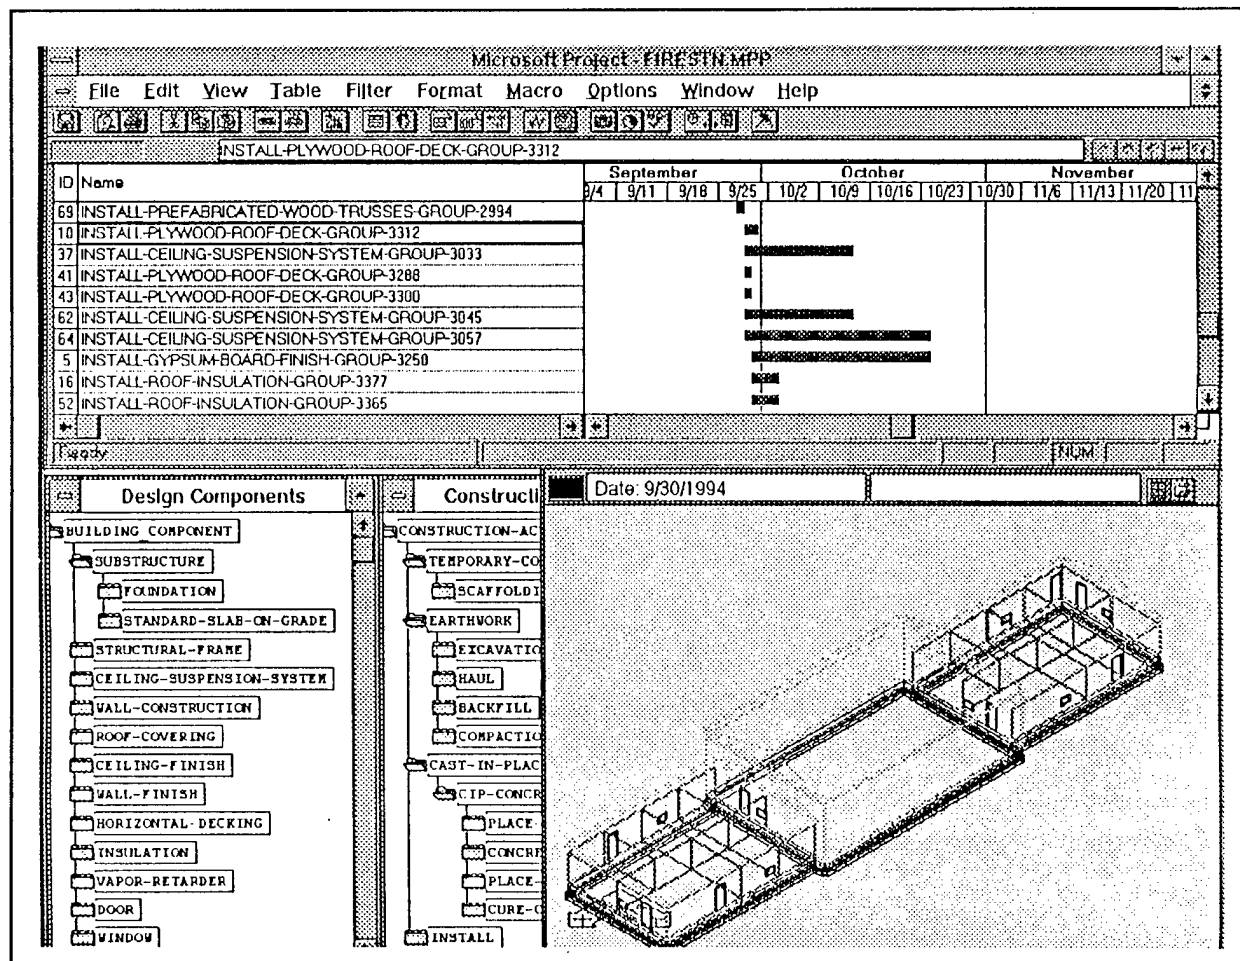 Microsoft Project - FIRESTN.MPP
File Edit View Table Filter Format Macro Options Window Help
INSTALL-PLYWOOD-ROOF-DECK-GROUP-3312
ID Name
September October November
9/4 9/11 9/18 9/25 10/2 10/9 10/16 10/23 10/30 11/6 11/13 11/20 11
69 INSTALL-PREFABRICATED-WOOD-TRUSSES-GROUP-2994
10 INSTALL-PLYWOOD-ROOF-DECK-GROUP-3312
37 INSTALL-CEILING-SUSPENSION-SYSTEM-GROUP-3033
41 INSTALL-PLYWOOD-ROOF-DECK-GROUP-3288
43 INSTALL-PLYWOOD-ROOF-DECK-GROUP-3300
62 INSTALL-CEILING-SUSPENSION-SYSTEM-GROUP-3045
64 INSTALL-CEILING-SUSPENSION-SYSTEM-GROUP-3057
5 INSTALL-GYPSUM-BOARD-FINISH-GROUP-3250
16 INSTALL-ROOF-INSULATION-GROUP-3377
52 INSTALL-ROOF-INSULATION-GROUP-3365
Ready NUM
Design Components
BUILDING_COMPONENT
SUBSTRUCTURE
FOUNDATION
STANDARD-SLAB-ON-GRADE
STRUCTURAL-FRAME
CEILING-SUSPENSION-SYSTEM
WALL-CONSTRUCTION
ROOF-COVERING
CEILING-FINISH
WALL-FINISH
HORIZONTAL-DECKING
INSULATION
VAPOR-RETARDER
DOOR
WINDOW
Constructi
CONSTRUCTION-AC
TEMPORARY-CO
SCAFFOLDI
EARTHWORK
EXCAVATIO
HAUL
BACKFILL
COMPACTIO
CAST-IN-PLAC
CIP-CONCR
PLACE
CONCRE
PLACE-
CURE-C
INSTALL
Date: 9/30/1994